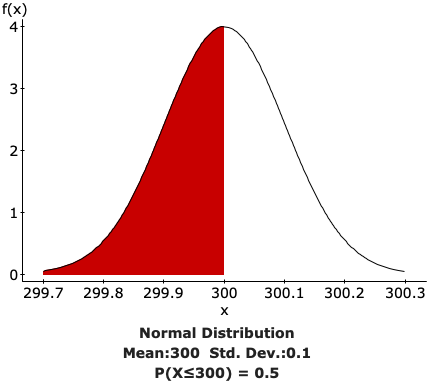 f(x)
4
3
2
1
0
299.7 299.8 299.9 300 300.1 300.2 300.3
x
Normal Distribution
Mean:300 Std. Dev.:0.1
P(X≤300) = 0.5